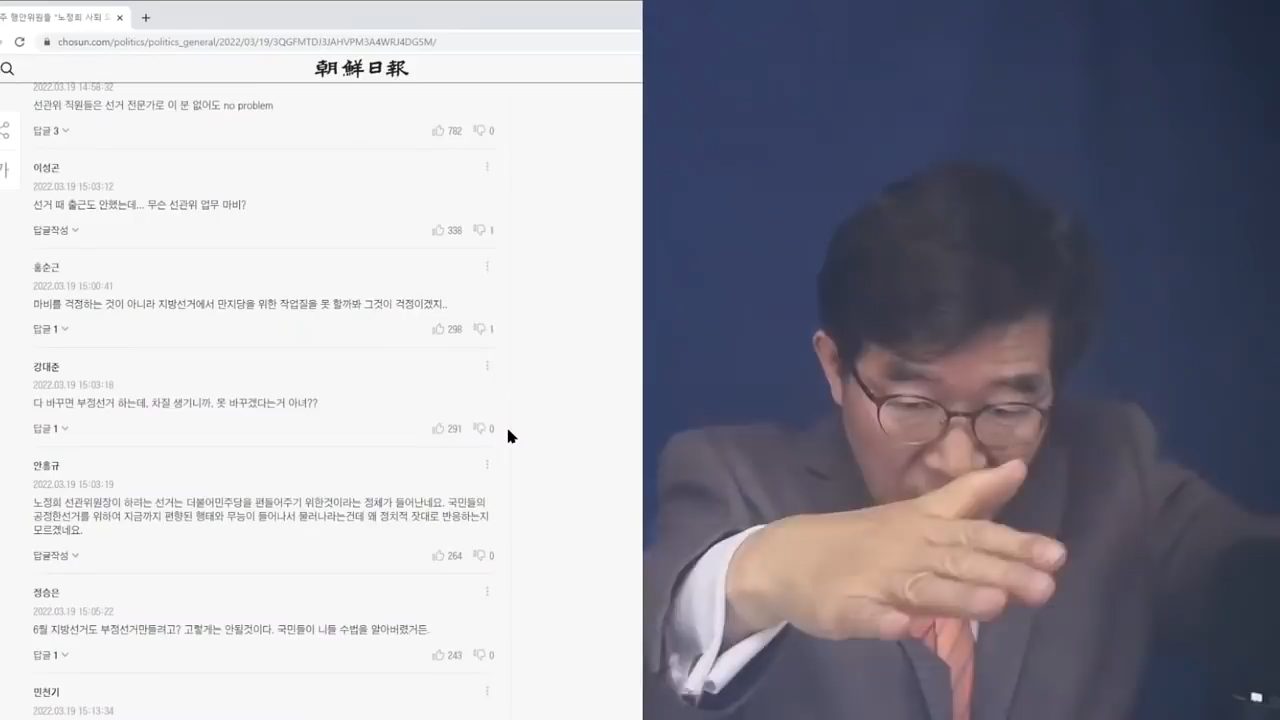 주 행안위원들 "노정희 사퇴
chosun.com/politics/politics_general/2022/03/19/3QGFMTDJ3JAHVPM3A4WRJ4DG5M/
朝鮮日報
가
2022.03.19 14:58:32
선관위 직원들은 선거 전문가로 이 분 없어도 no problem
답글 3
782 0
이성곤
2022.03.19 15:03:12
선거 때 출근도 안했는데... 무슨 선관위 업무 마비?
답글작성
338 1
홍순근
2022.03.19 15:00:41
마비를 걱정하는 것이 아니라 지방선거에서 만지당을 위한 작업질을 못 할까봐 그것이 걱정이겠지..
답글 1
298 1
강대준
2022.03.19 15:03:18
다 바꾸면 부정선거 하는데, 차질 생기니까, 못 바꾸겠다는거 아녀??
답글 1
291 0
안홍규
2022.03.19 15:03:19
노정희 선관위원장이 하려는 선거는 더불어민주당을 편들어주기 위한것이라는 정체가 들어난네요. 국민들의
공정한선거를 위하여 지금까지 편향된 행태와 무능이 들어나서 물러나라는건데 왜 정치적 잣대로 반응하는지
모르겠네요.
답글작성
264 0
정승은
2022.03.19 15:05:22
6월 지방선거도 부정선거만들려고? 고렇게는 안될것이다. 국민들이 니들 수법을 알아버렸거든.
답글 1
243 0
민천기
2022.03.19 15:13:34